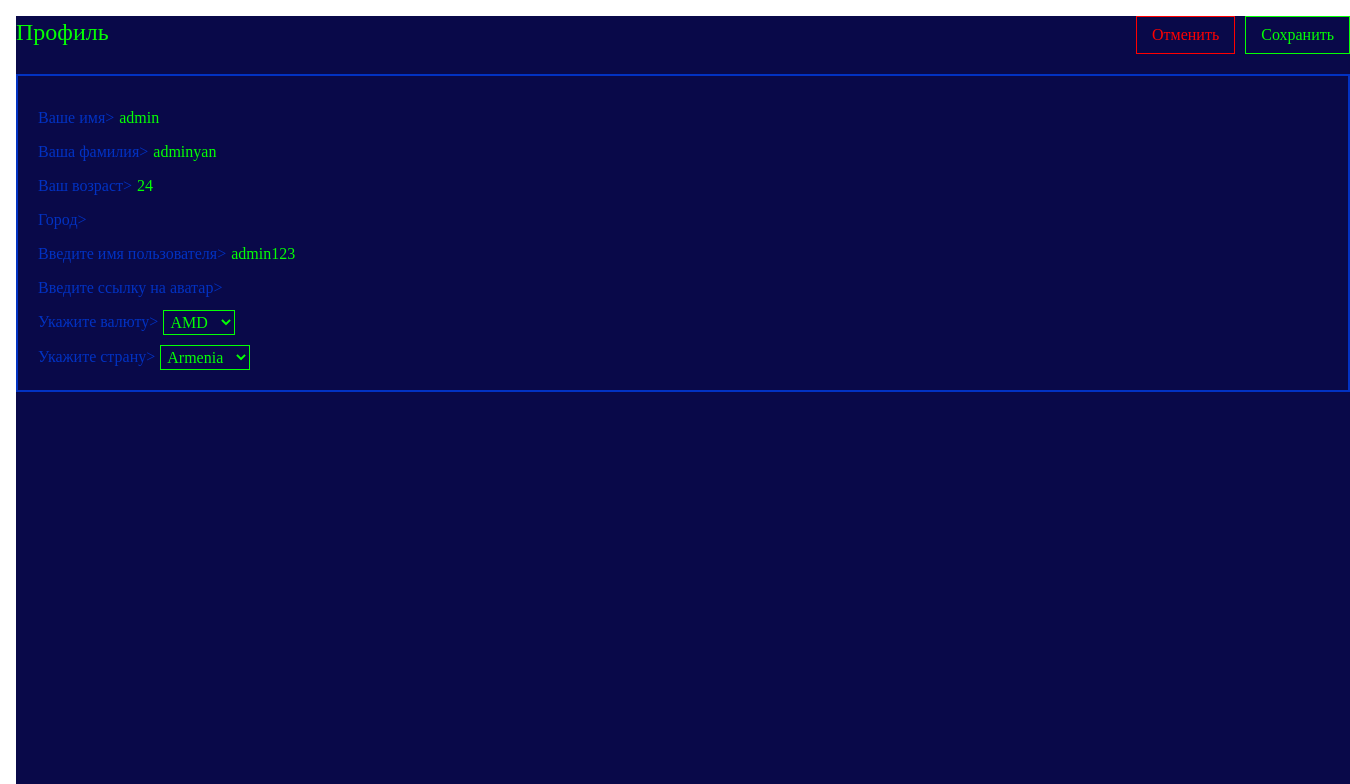 Профиль
Отменить Сохранить
Ваше имя> admin
Ваша фамилия> adminyan
Ваш возраст> 24
Город>
Введите имя пользователя> admin123
Введите ссылку на аватар>
Укажите валюту> AMD
Укажите страну> Armenia